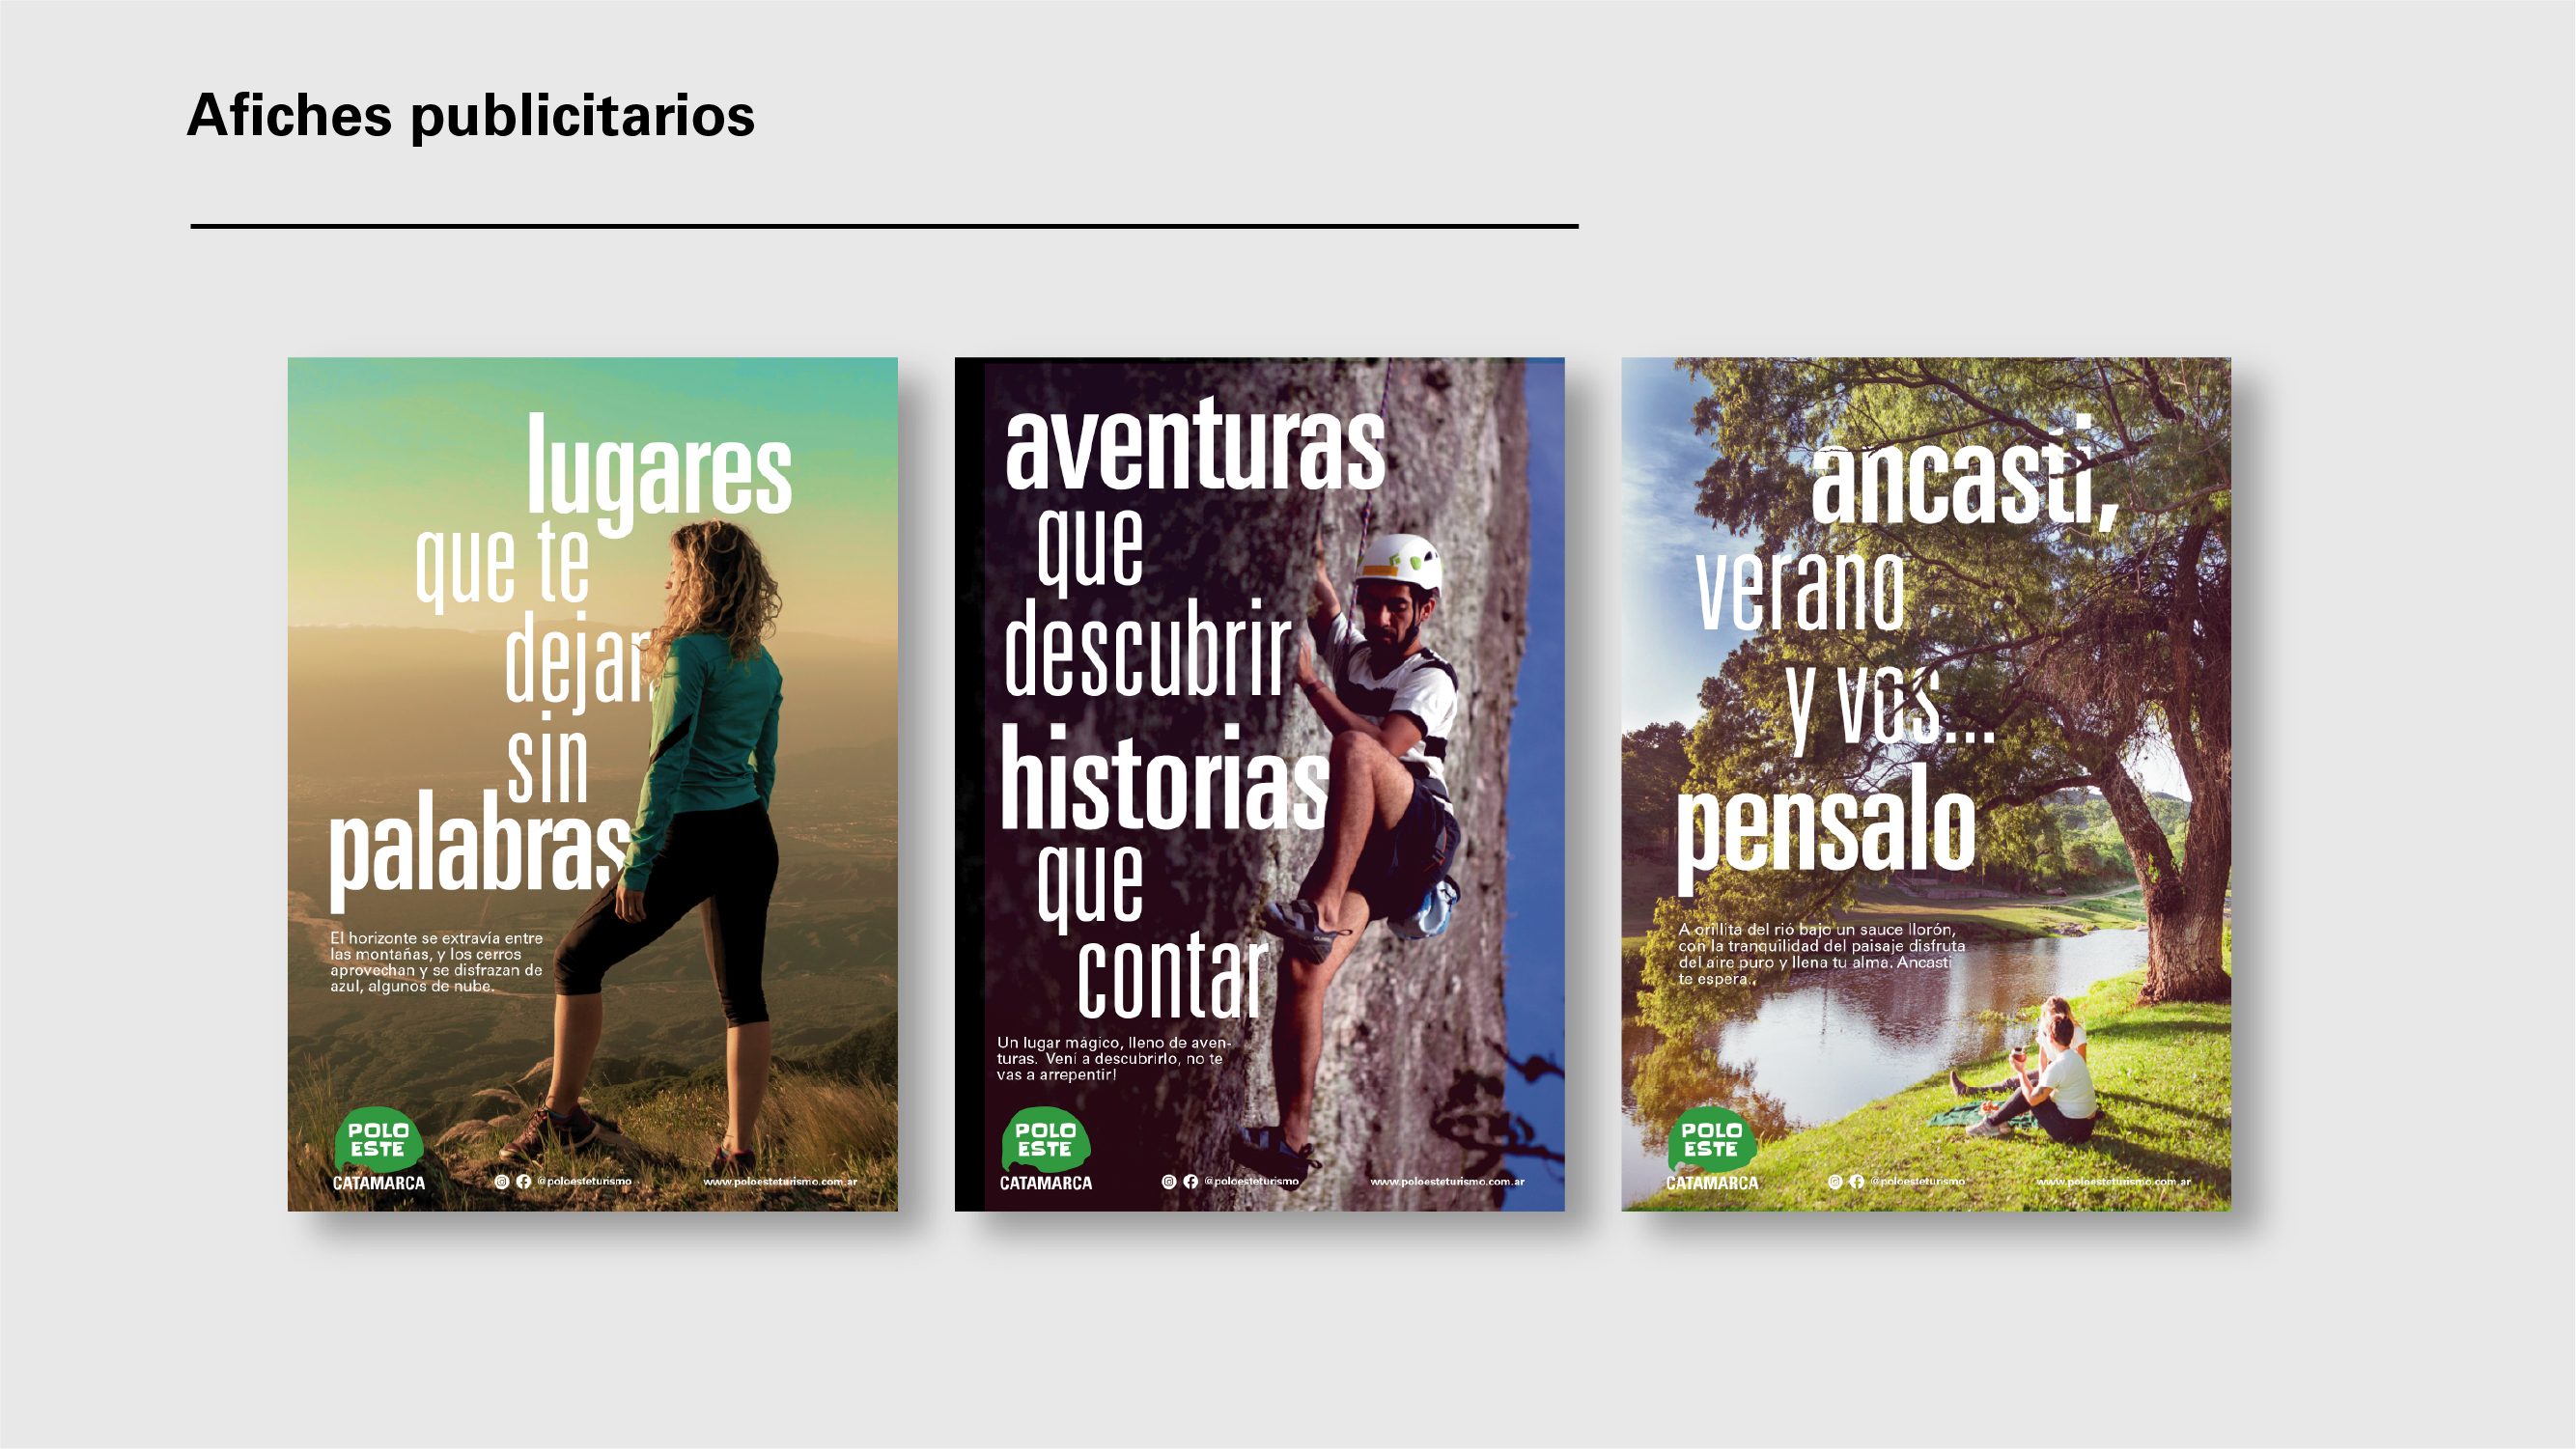 Afiches publicitarios
lugares
que te
dejan
sin
palabras
El horizonte se extravía entre
las montañas, y los cerros
aprovechan y se disfrazan de
azul, algunos de nube.
POLO
ESTE
CATAMARCA
@poloesteturismo
www.poloesteturismo.com.ar
aventuras
que
descubrir
historias
que
contar
Un lugar mágico, lleno de aven-
turas. Vení a descubrirlo, no te
vas a arrepentir!
POLO
ESTE
CATAMARCA
@poloesteturismo
www.poloesteturismo.com.ar
ancasti,
verano
y vos...
pensalo
A orillita del rió bajo un sauce llorón,
con la tranquilidad del paisaje disfruta
del aire puro y llena tu alma. Ancasti
te espera..
POLO
ESTE
CATAMARCA
@poloesteturismo
www.poloesteturismo.com.ar